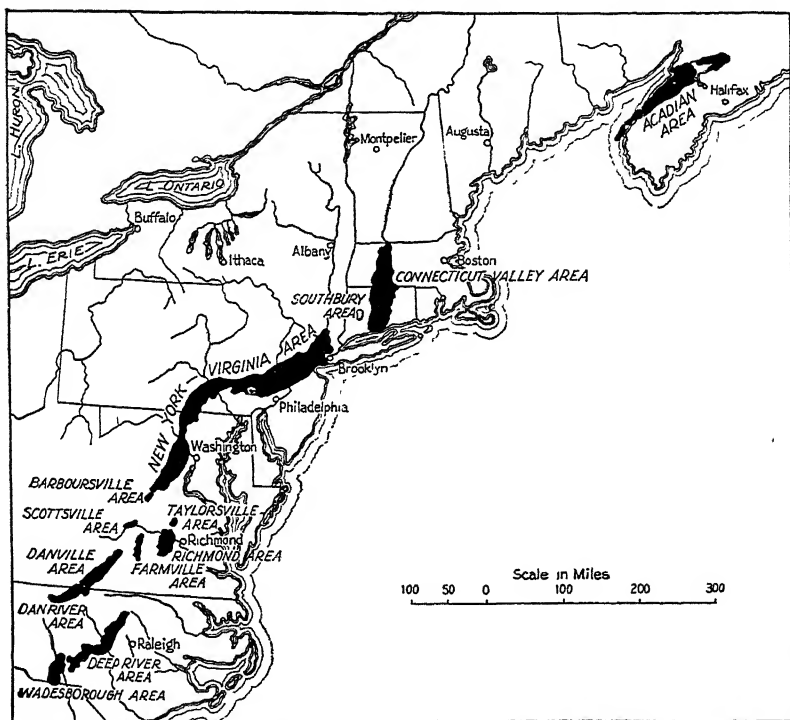 L. HURON
Montpelier
Augusta
Halifax
ACADIAN
AREA
L. ONTARIO
Buffalo
Ithaca
Albany
Boston
L. ERIE
CONNECTICUT VALLEY AREA
SOUTHBURY
AREA
NEW YORK - VIRGINIA AREA
Brooklyn
Philadelphia
Washington
BARBOURSVILLE
AREA
SCOTTSVILLE
AREA
TAYLORSVILLE
AREA
Richmond
RICHMOND AREA
DANVILLE
AREA
FARMVILLE
AREA
DAN RIVER
AREA
Raleigh
DEEP RIVER
AREA
WADESBOROUGH AREA
Scale in Miles
100 50 0 100 200 300